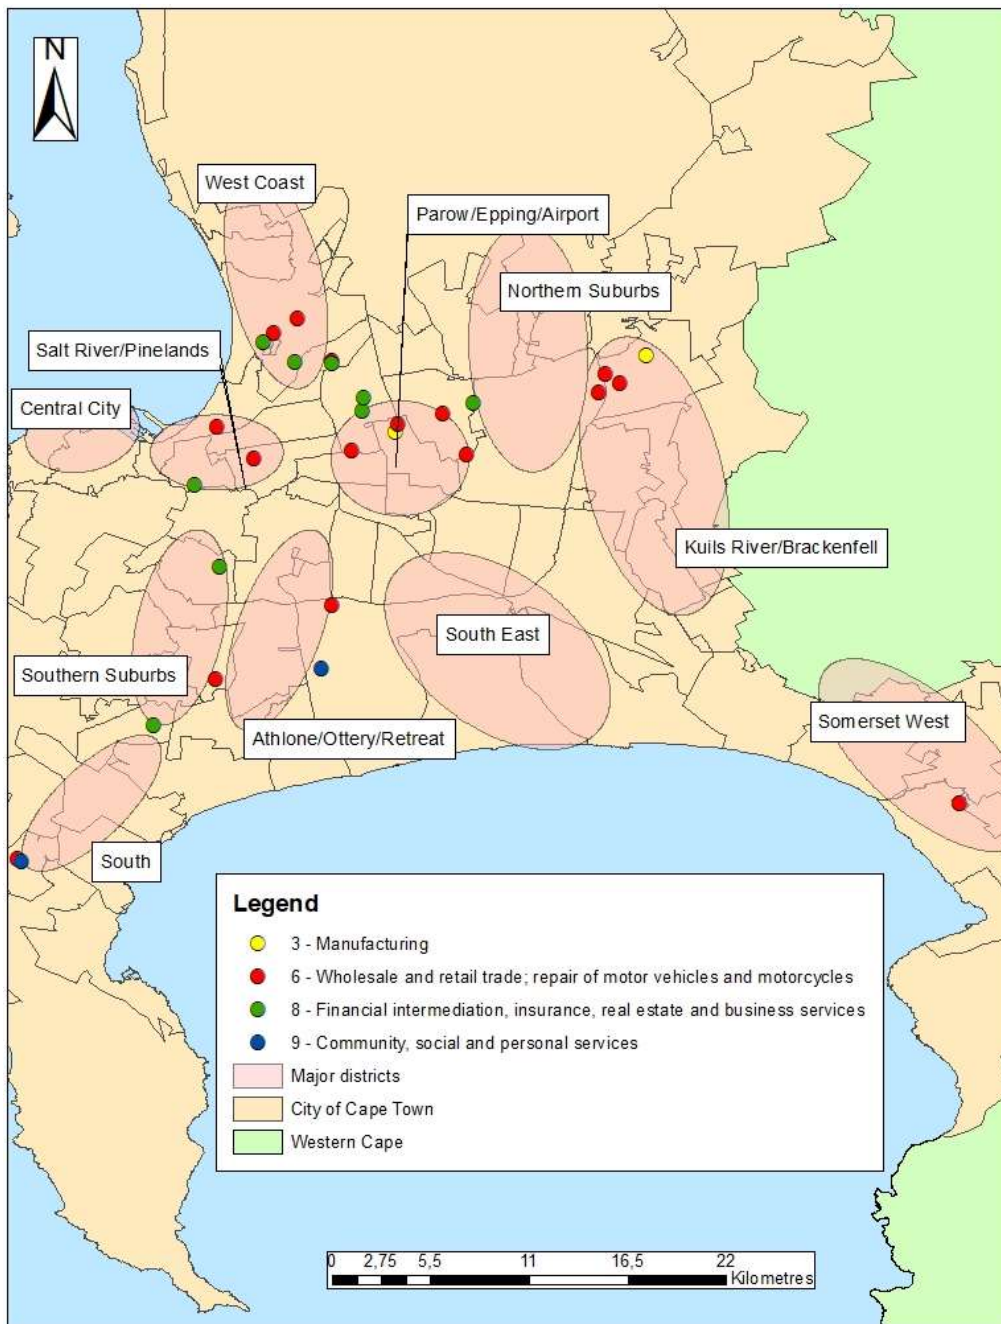 N
West Coast
Parow/Epping/Airport
Northern Suburbs
Salt River/Pinelands
Central City
Kuils River/Brackenfell
South East
Southern Suburbs
Somerset West
Athlone/Ottery/Retreat
South
Legend
3 - Manufacturing
6 - Wholesale and retail trade; repair of motor vehicles and motorcycles
8 - Financial intermediation, insurance, real estate and business services
9 - Community, social and personal services
Major districts
City of Cape Town
Western Cape
0 2,75 5,5 11 16,5 22
Kilometres